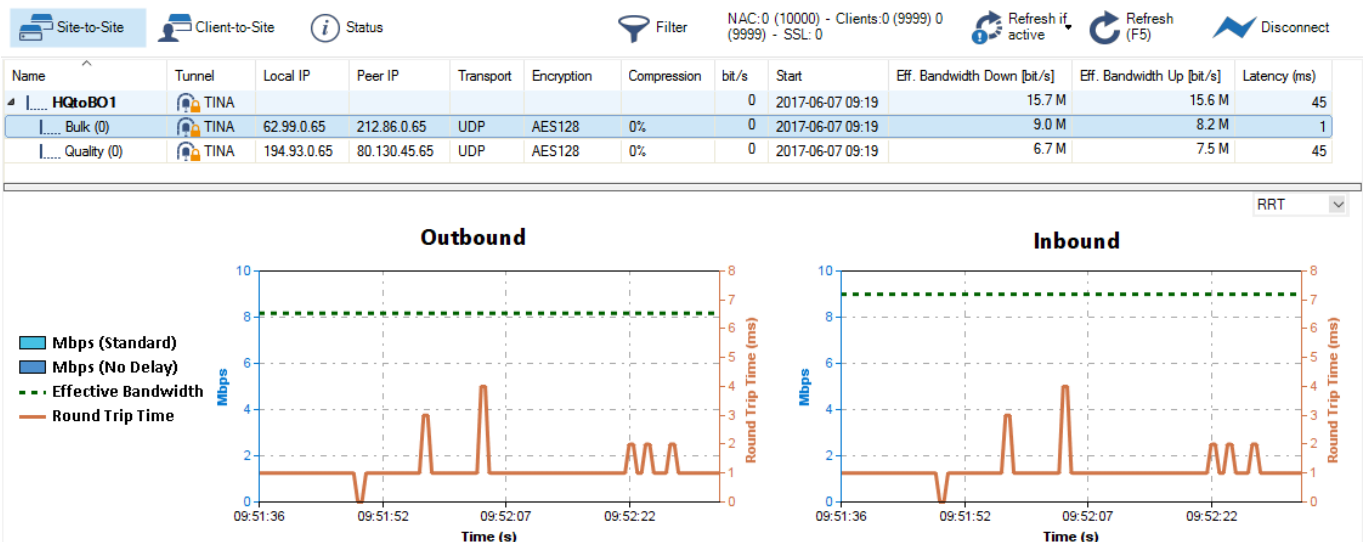 Site-to-Site Client-to-Site i Status Filter NAC:0 (10000) - Clients:0 (9999) 0 Refresh if Refresh Disconnect
(9999) - SSL: 0 active (F5)
Name Tunnel Local IP Peer IP Transport Encryption Compression bit/s Start Eff. Bandwidth Down [bit/s] Eff. Bandwidth Up [bit/s] Latency (ms)
HQtoBO1 TINA 0 2017-06-07 09:19 15.7 M 15.6 M 45
Bulk (0) TINA 62.99.0.65 212.86.0.65 UDP AES128 0% 0 2017-06-07 09:19 9.0 M 8.2 M 1
Quality (0) TINA 194.93.0.65 80.130.45.65 UDP AES128 0% 0 2017-06-07 09:19 6.7 M 7.5 M 45
RRT
Mbps (Standard)
Mbps (No Delay)
Effective Bandwidth
Round Trip Time
Outbound
10
8
6
4
2
0
Mbps
8
7
6
5
4
3
2
1
0
Round Trip Time (ms)
09:51:36 09:51:52 09:52:07 09:52:22
Time (s)
Inbound
10
8
6
4
2
0
Mbps
8
7
6
5
4
3
2
1
0
Round Trip Time (ms)
09:51:36 09:51:52 09:52:07 09:52:22
Time (s)